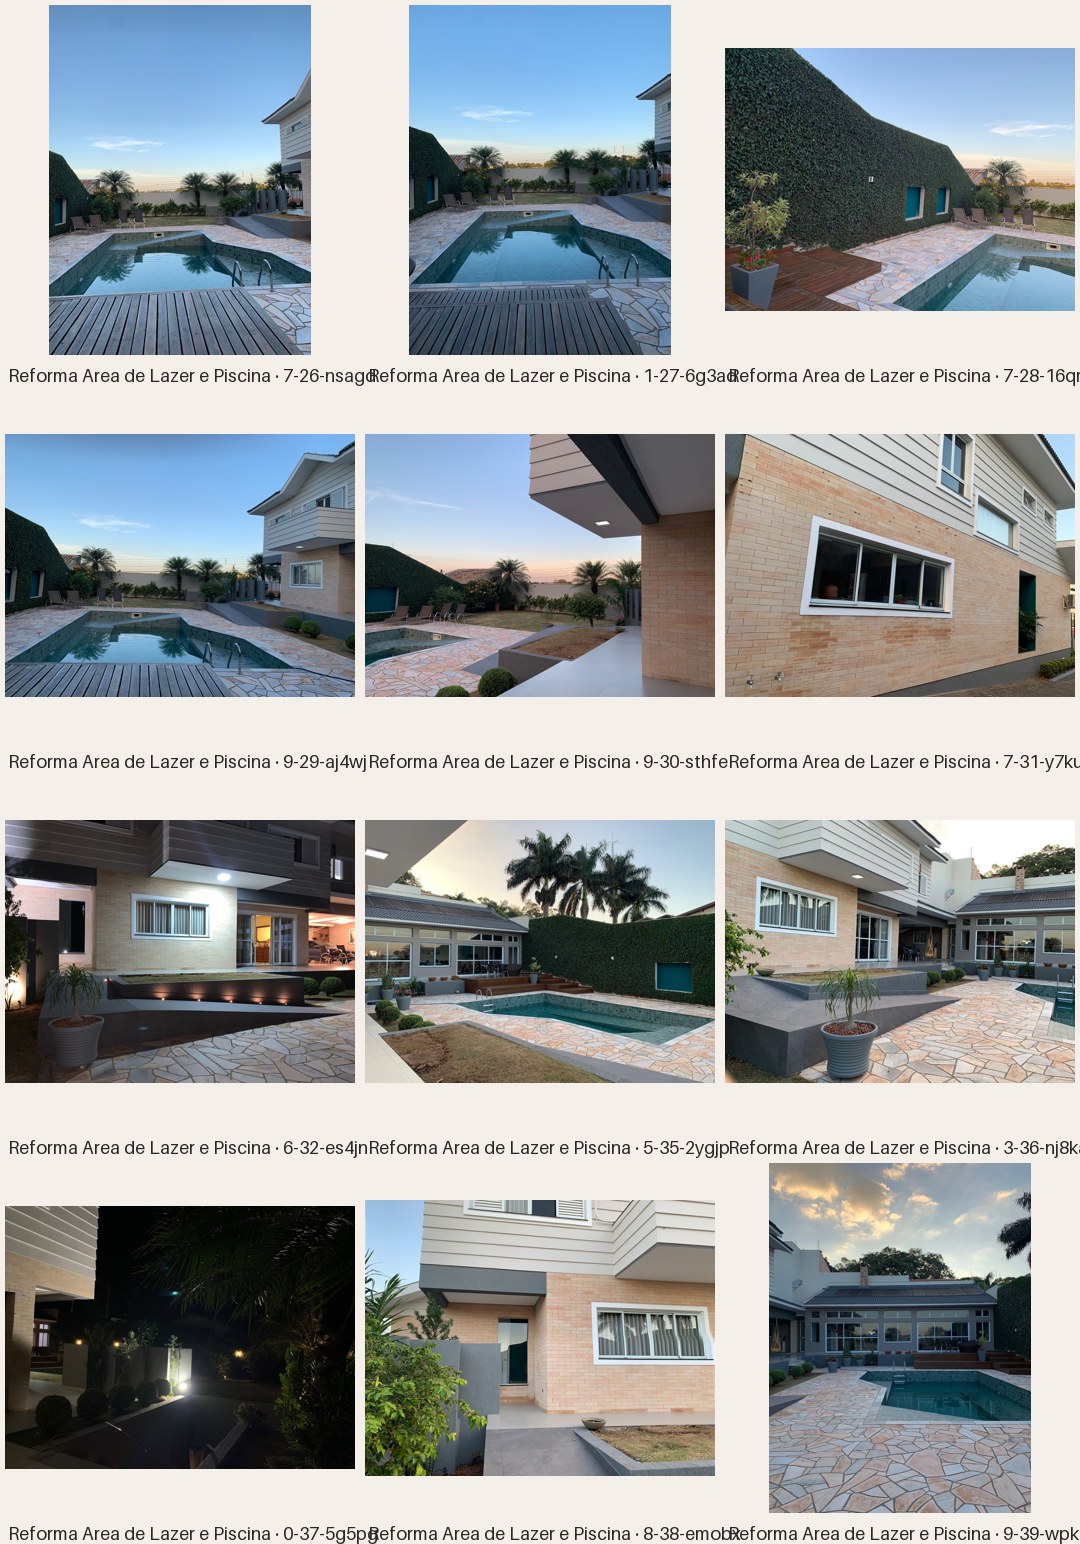 Reforma Area de Lazer e Piscina · 7-26-nsagd
Reforma Area de Lazer e Piscina · 1-27-6g3ad
Reforma Area de Lazer e Piscina · 7-28-16q
Reforma Area de Lazer e Piscina · 9-29-aj4wj
Reforma Area de Lazer e Piscina · 9-30-sthfe
Reforma Area de Lazer e Piscina · 7-31-y7ku
Reforma Area de Lazer e Piscina · 6-32-es4jn
Reforma Area de Lazer e Piscina · 5-35-2ygjp
Reforma Area de Lazer e Piscina · 3-36-nj8k
Reforma Area de Lazer e Piscina · 0-37-5g5pg
Reforma Area de Lazer e Piscina · 8-38-emobx
Reforma Area de Lazer e Piscina · 9-39-wpk